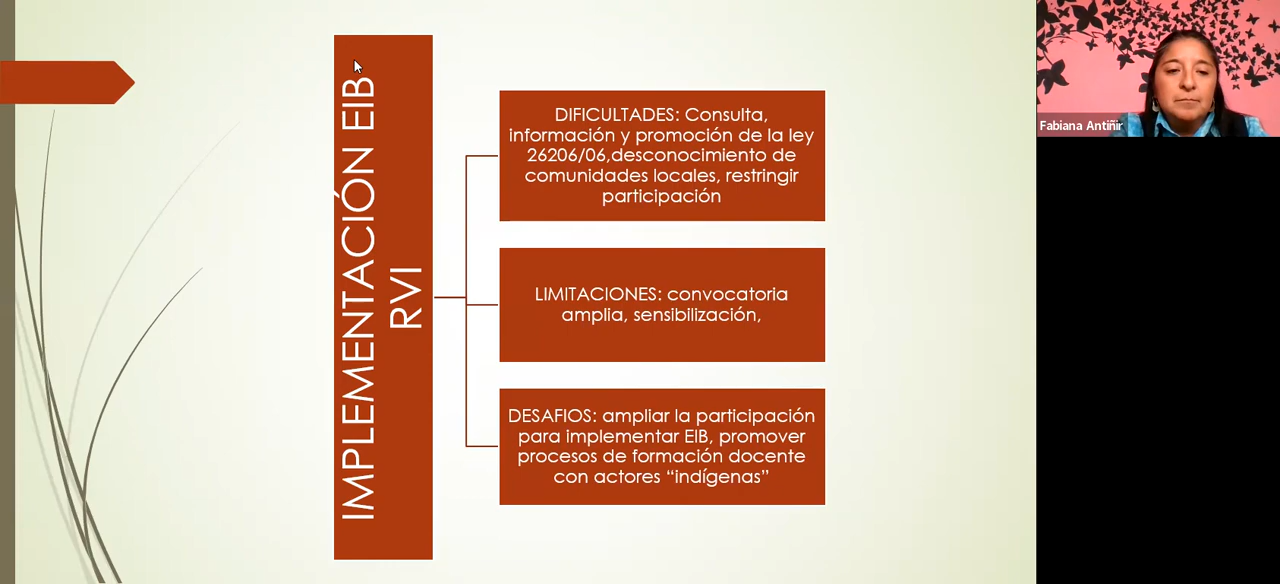 IMPLEMENTACIÓN EIB-
RVI
DIFICULTADES: Consulta,
información y promoción de la ley
26206/06,desconocimiento de
comunidades locales, restringir
participación
LIMITACIONES: convocatoria
amplia, sensibilización,
DESAFIOS: ampliar la participación
para implementar EIB, promover
procesos de formación docente
con actores “indígenas”
Fabiana Antiñir